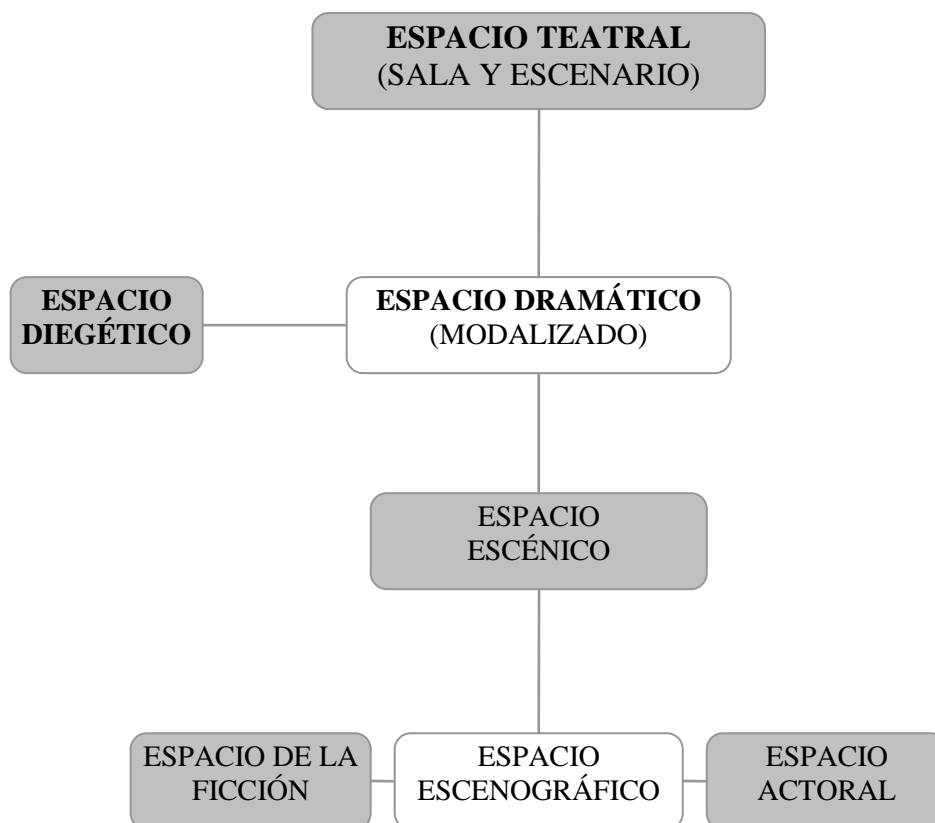 ESPACIO TEATRAL
(SALA Y ESCENARIO)
ESPACIO
DIEGÉTICO
ESPACIO DRAMÁTICO
(MODALIZADO)
ESPACIO
ESCÉNICO
ESPACIO DE LA
FICCIÓN
ESPACIO
ESCENOGRÁFICO
ESPACIO
ACTORAL